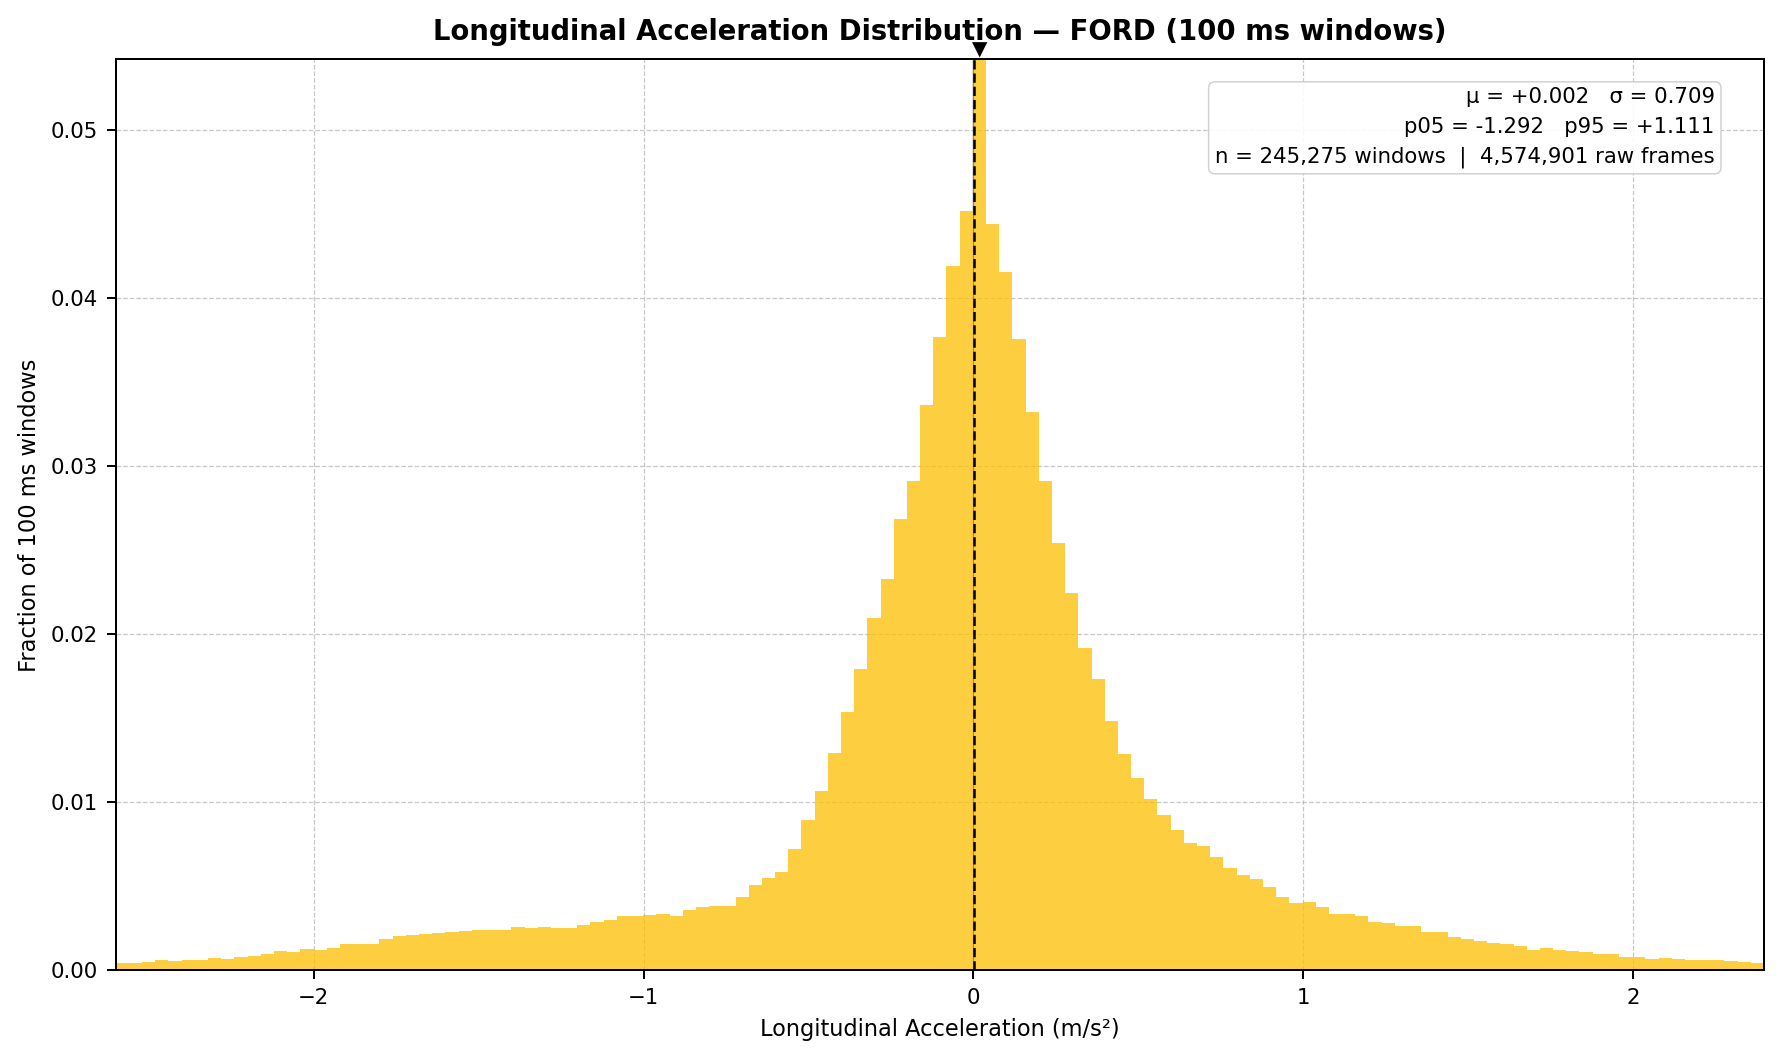 Longitudinal Acceleration Distribution — FORD (100 ms windows)
μ = +0.002   σ = 0.709
p05 = -1.292   p95 = +1.111
n = 245,275 windows  |  4,574,901 raw frames
Fraction of 100 ms windows
0.05
0.04
0.03
0.02
0.01
0.00
−2
−1
0
1
2
Longitudinal Acceleration (m/s²)